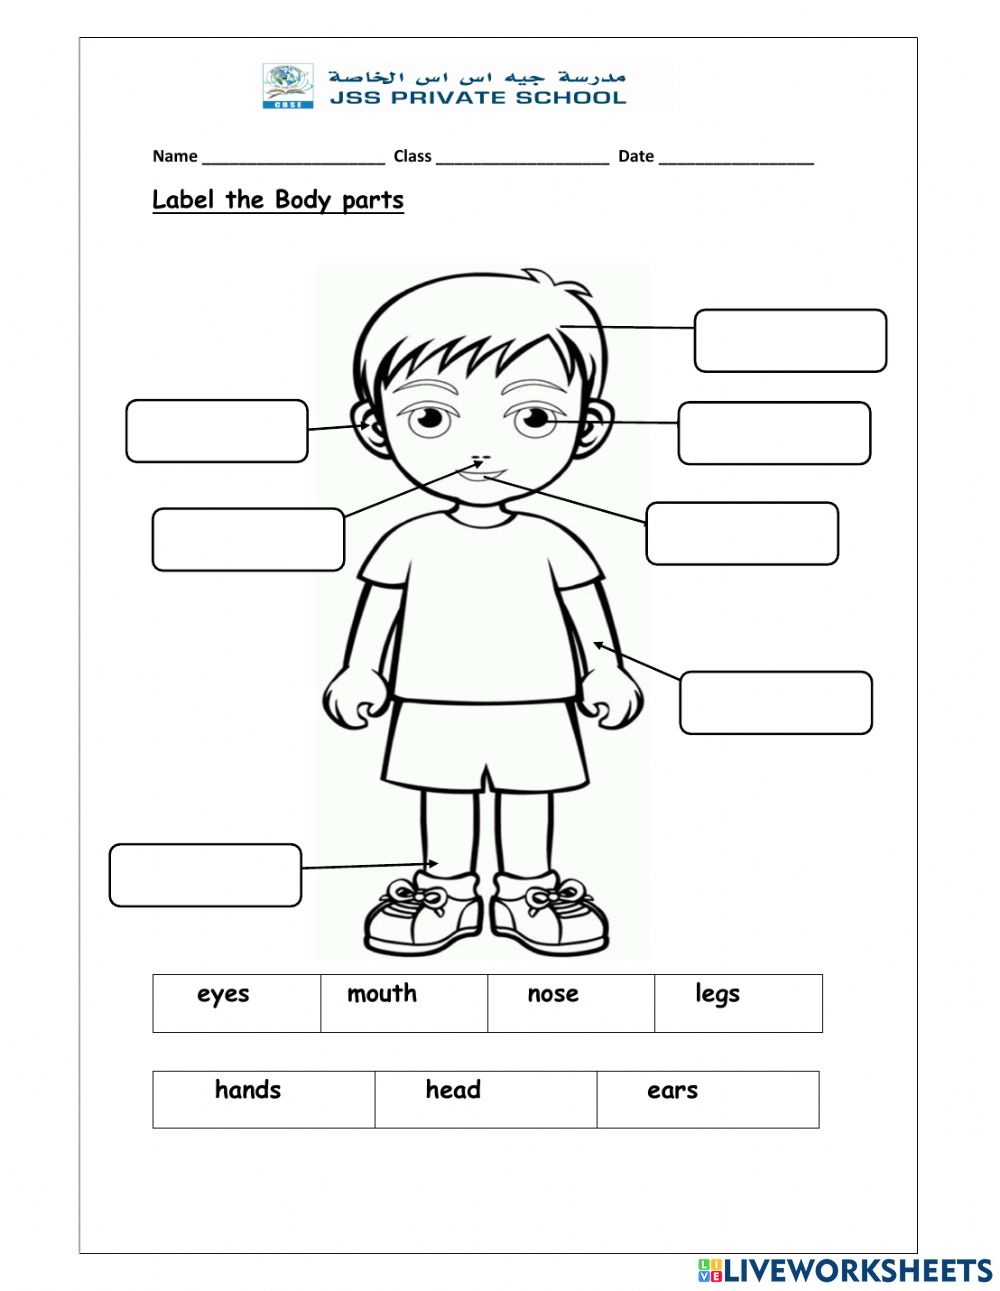 مدرسة جيه اس اس الخاصة
JSS PRIVATE SCHOOL
CBSE
Name ____________________ Class ___________________ Date _________________
Label the Body parts
eyes mouth nose legs
hands head ears
LIVE LIVEWORKSHEETS